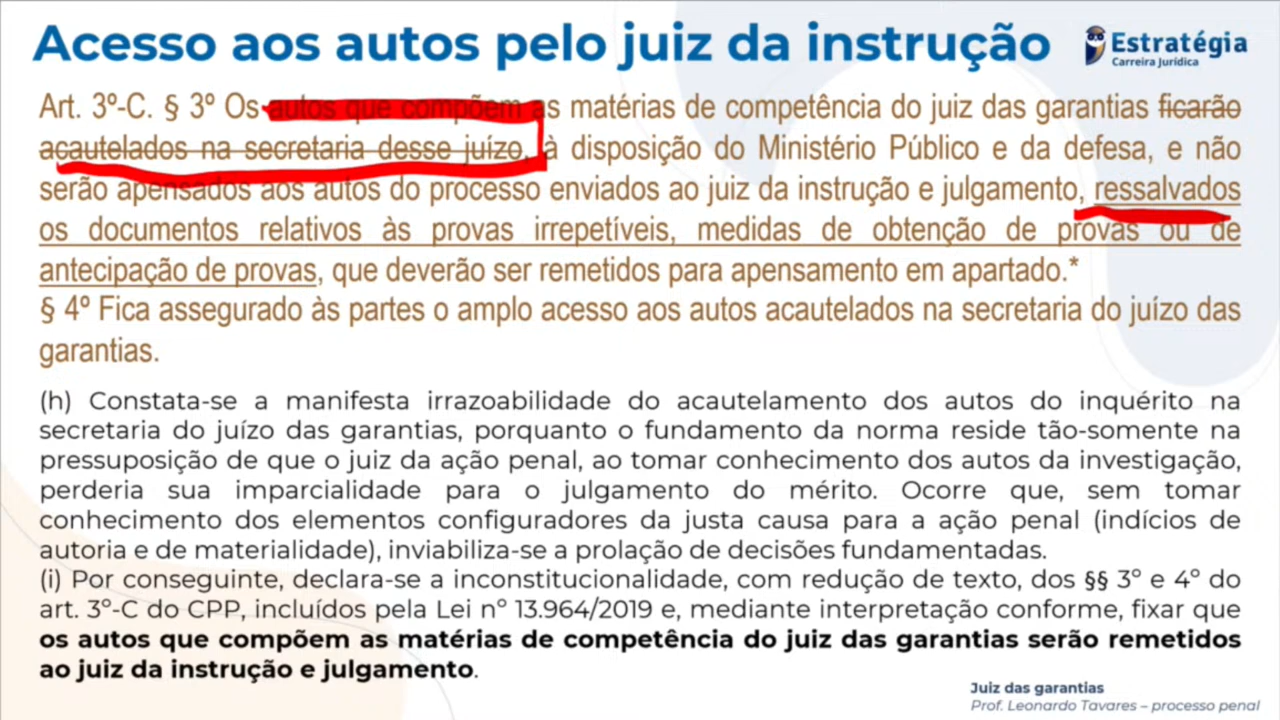 Acesso aos autos pelo juiz da instrução
Estratégia
Carreira Jurídica
Art. 3º-C. § 3º Os autos que compõem as matérias de competência do juiz das garantias ficarão
acautelados na secretaria desse juízo, à disposição do Ministério Público e da defesa, e não
serão apensados aos autos do processo enviados ao juiz da instrução e julgamento, ressalvados
os documentos relativos às provas irrepetíveis, medidas de obtenção de provas ou de
antecipação de provas, que deverão ser remetidos para apensamento em apartado.*
§ 4º Fica assegurado às partes o amplo acesso aos autos acautelados na secretaria do juízo das
garantias.
(h) Constata-se a manifesta irrazoabilidade do acautelamento dos autos do inquérito na
secretaria do juízo das garantias, porquanto o fundamento da norma reside tão-somente na
pressuposição de que o juiz da ação penal, ao tomar conhecimento dos autos da investigação,
perderia sua imparcialidade para o julgamento do mérito. Ocorre que, sem tomar
conhecimento dos elementos configuradores da justa causa para a ação penal (indícios de
autoria e de materialidade), inviabiliza-se a prolação de decisões fundamentadas.
(i) Por conseguinte, declara-se a inconstitucionalidade, com redução de texto, dos §§ 3º e 4º do
art. 3º-C do CPP, incluídos pela Lei nº 13.964/2019 e, mediante interpretação conforme, fixar que
os autos que compõem as matérias de competência do juiz das garantias serão remetidos
ao juiz da instrução e julgamento.
Juiz das garantias
Prof. Leonardo Tavares – processo penal